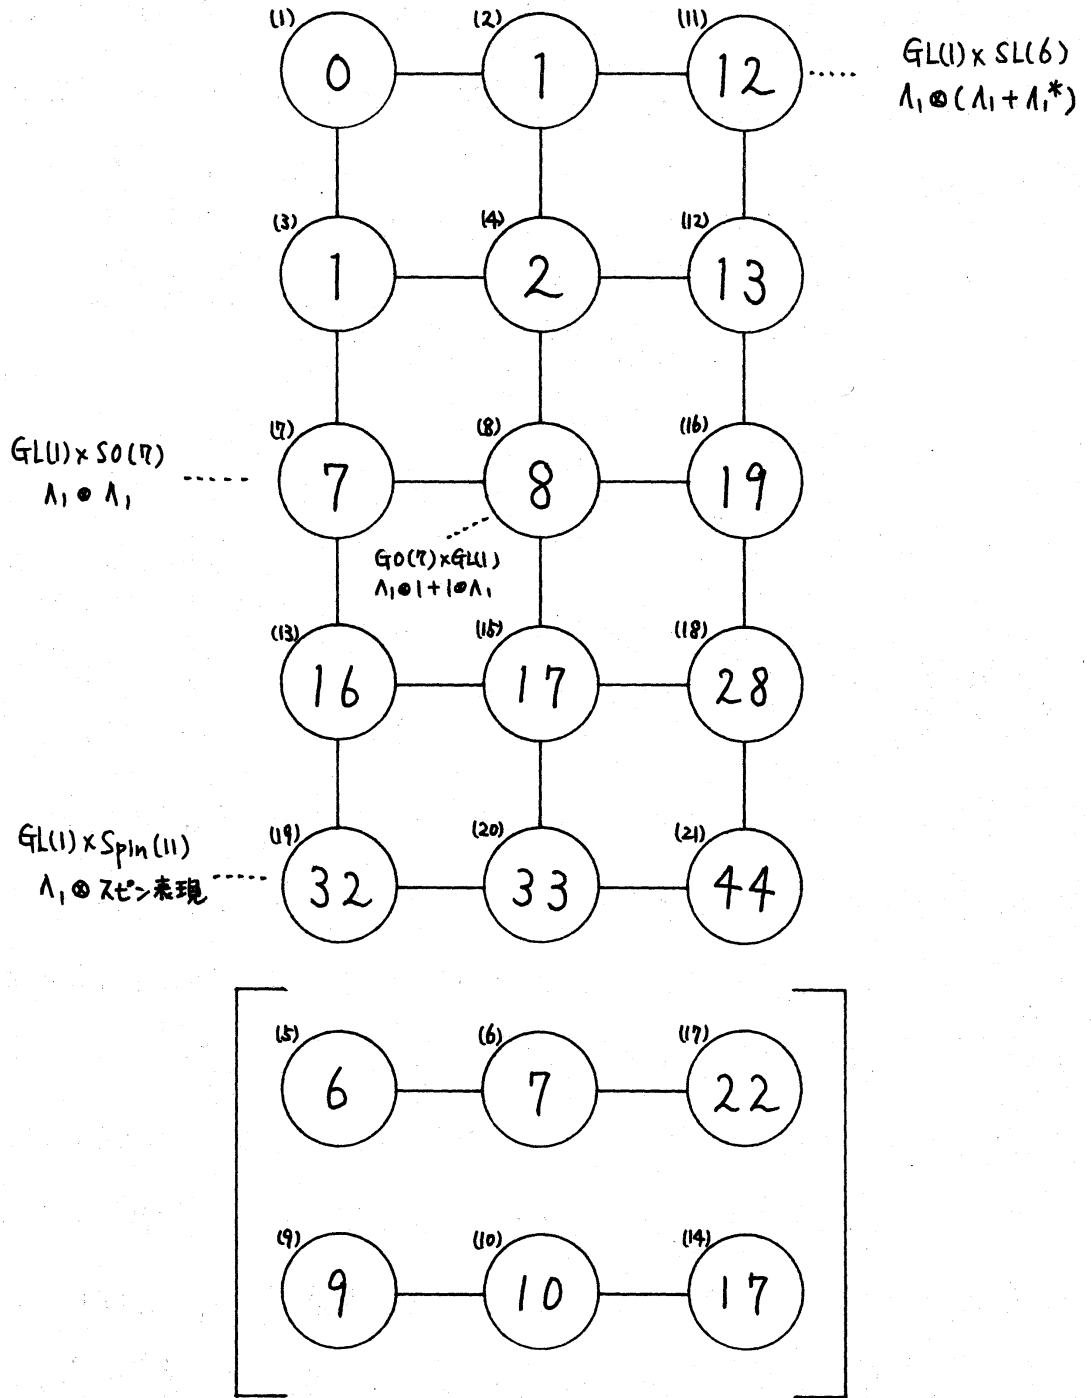 (1) (2) (11)
0 1 12
GL(1) × SL(6)
Λ₁⊗(Λ₁+Λ₁*)
(3) (4) (12)
1 2 13
(7) (8) (16)
7 8 19
GL(1) × SO(7)
Λ₁⊗Λ₁
GO(7)×GL(1)
Λ₁⊗1+1⊗Λ₁
(13) (15) (18)
16 17 28
(19) (20) (21)
32 33 44
GL(1) × Spin(11)
Λ₁⊗スピン表現
(5) (6) (17)
6 7 22
(9) (10) (14)
9 10 17